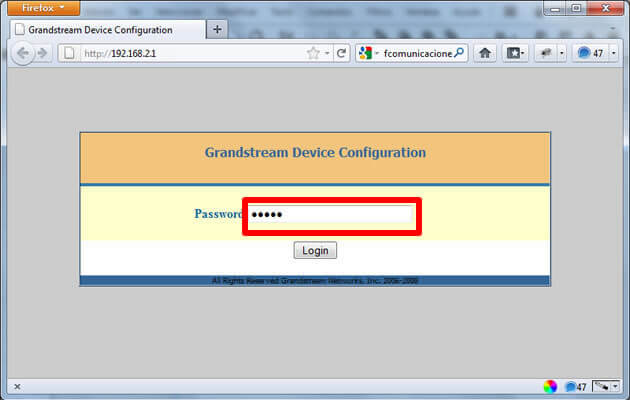 Firefox
Grandstream Device Configuration
http://192.168.2.1
fcomunicacione
47
Grandstream Device Configuration
Password
•••••
Login
All Rights Reserved Grandstream Networks, Inc. 2006-2008
47